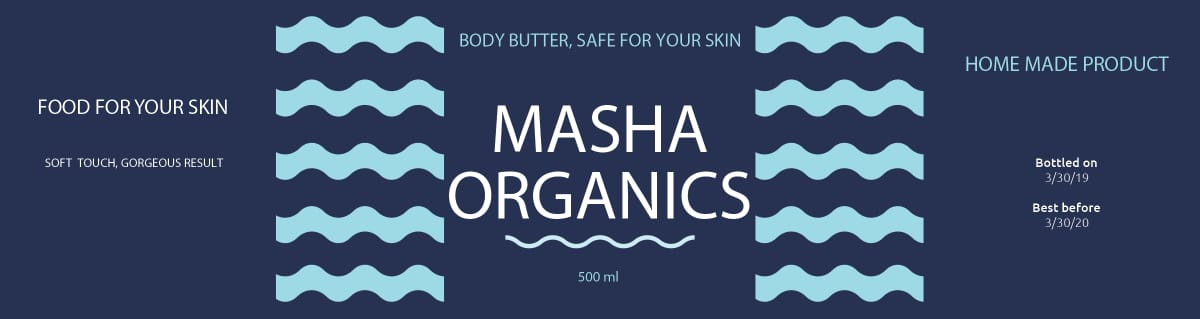 FOOD FOR YOUR SKIN
SOFT TOUCH, GORGEOUS RESULT
BODY BUTTER, SAFE FOR YOUR SKIN
MASHA
ORGANICS
500 ml
HOME MADE PRODUCT
Bottled on
3/30/19
Best before
3/30/20